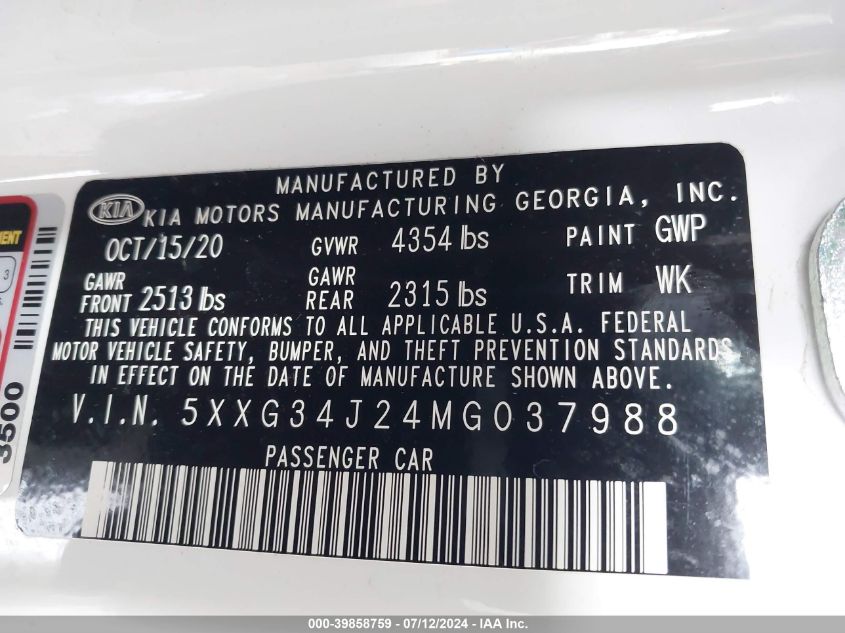 MANUFACTURED BY
KIA KIA MOTORS MANUFACTURING GEORGIA, INC.
OCT/15/20 GVWR 4354 lbs PAINT GWP
GAWR FRONT 2513 lbs GAWR REAR 2315 lbs TRIM WK
THIS VEHICLE CONFORMS TO ALL APPLICABLE U.S.A. FEDERAL
MOTOR VEHICLE SAFETY, BUMPER, AND THEFT PREVENTION STANDARDS
IN EFFECT ON THE DATE OF MANUFACTURE SHOWN ABOVE.
V.I.N. 5XXG34J24MG037988
PASSENGER CAR
3
3500
000-39858759 - 07/12/2024 - IAA Inc.